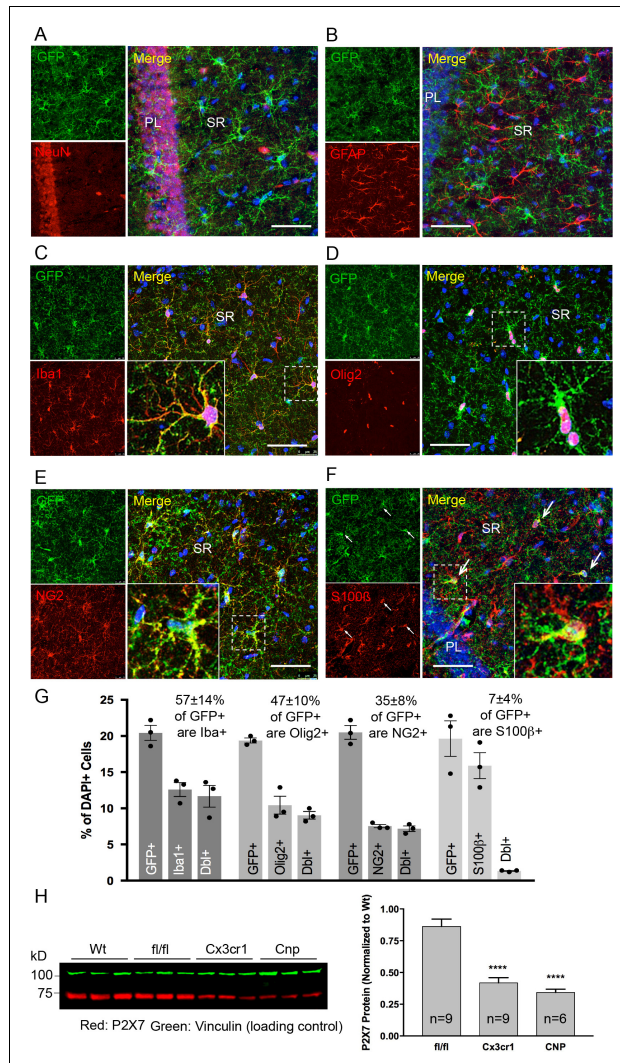 A
GFP
NeuN
Merge
PL
SR
B
GFP
GFAP
Merge
PL
SR
C
GFP
Iba1
Merge
SR
D
GFP
Olig2
Merge
SR
E
GFP
NG2
Merge
SR
F
GFP
S100ß
Merge
SR
PL
G
57±14% of GFP+ are Iba+
47±10% of GFP+ are Olig2+
35±8% of GFP+ are NG2+
7±4% of GFP+ are S100β+
% of DAPI+ Cells
25
20
15
10
5
0
GFP+
Iba1+
Dbl+
GFP+
Olig2+
Dbl+
GFP+
NG2+
Dbl+
GFP+
S100β+
Dbl+
H
kD
Wt
fl/fl
Cx3cr1
Cnp
100
75
Red: P2X7 Green: Vinculin (loading control)
P2X7 Protein (Normalized to Wt)
1.00
0.75
0.50
0.25
0.00
****
****
n=9
n=9
n=6
fl/fl
Cx3cr1
CNP